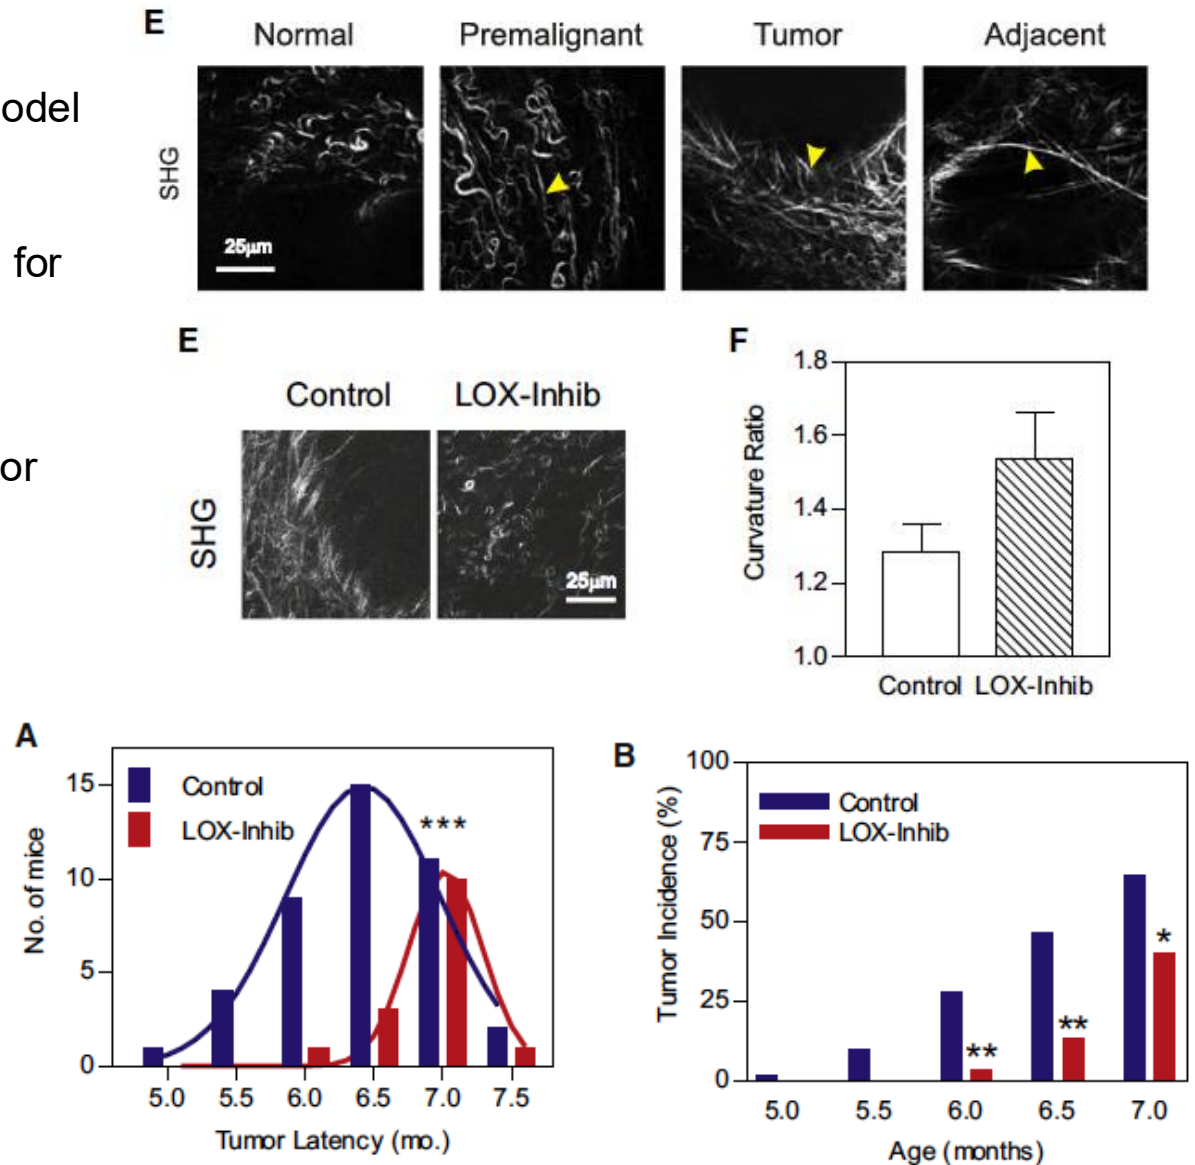 E
Normal Premalignant Tumor Adjacent
odel
SHG
25µm
for
E
Control LOX-Inhib
or
SHG
25µm
F
1.8
1.6
1.4
1.2
1.0
Curvature Ratio
Control LOX-Inhib
A
15
10
5
0
No. of mice
Control
LOX-Inhib
***
5.0 5.5 6.0 6.5 7.0 7.5
Tumor Latency (mo.)
B
100
75
50
25
0
Tumor Incidence (%)
Control
LOX-Inhib
**
**
*
5.0 5.5 6.0 6.5 7.0
Age (months)